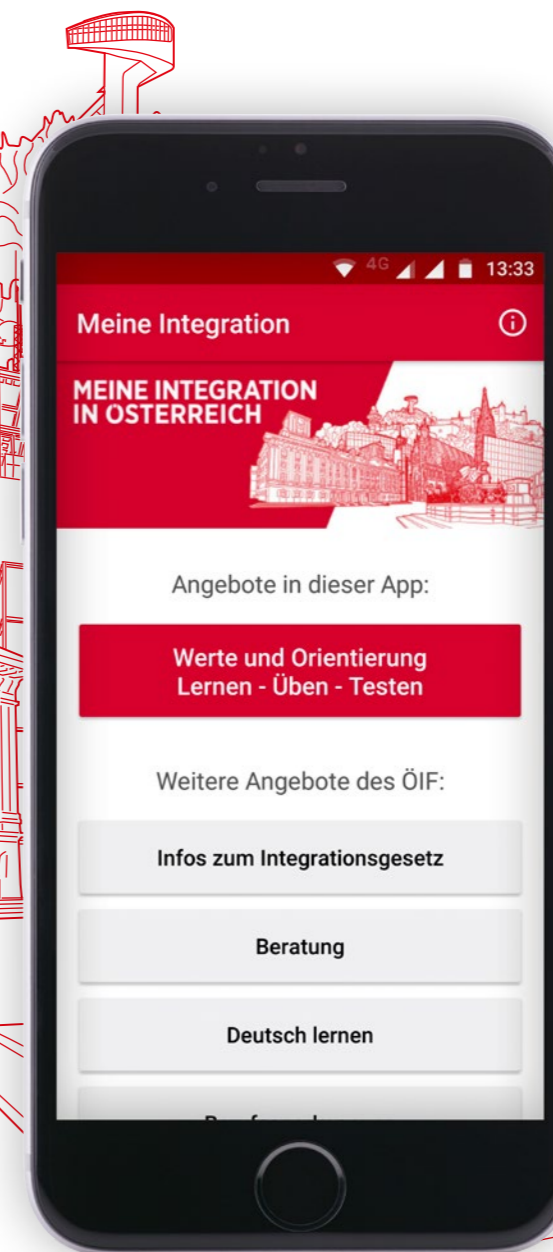 4G 13:33
Meine Integration
MEINE INTEGRATION
IN ÖSTERREICH
Angebote in dieser App:
Werte und Orientierung
Lernen - Üben - Testen
Weitere Angebote des ÖIF:
Infos zum Integrationsgesetz
Beratung
Deutsch lernen